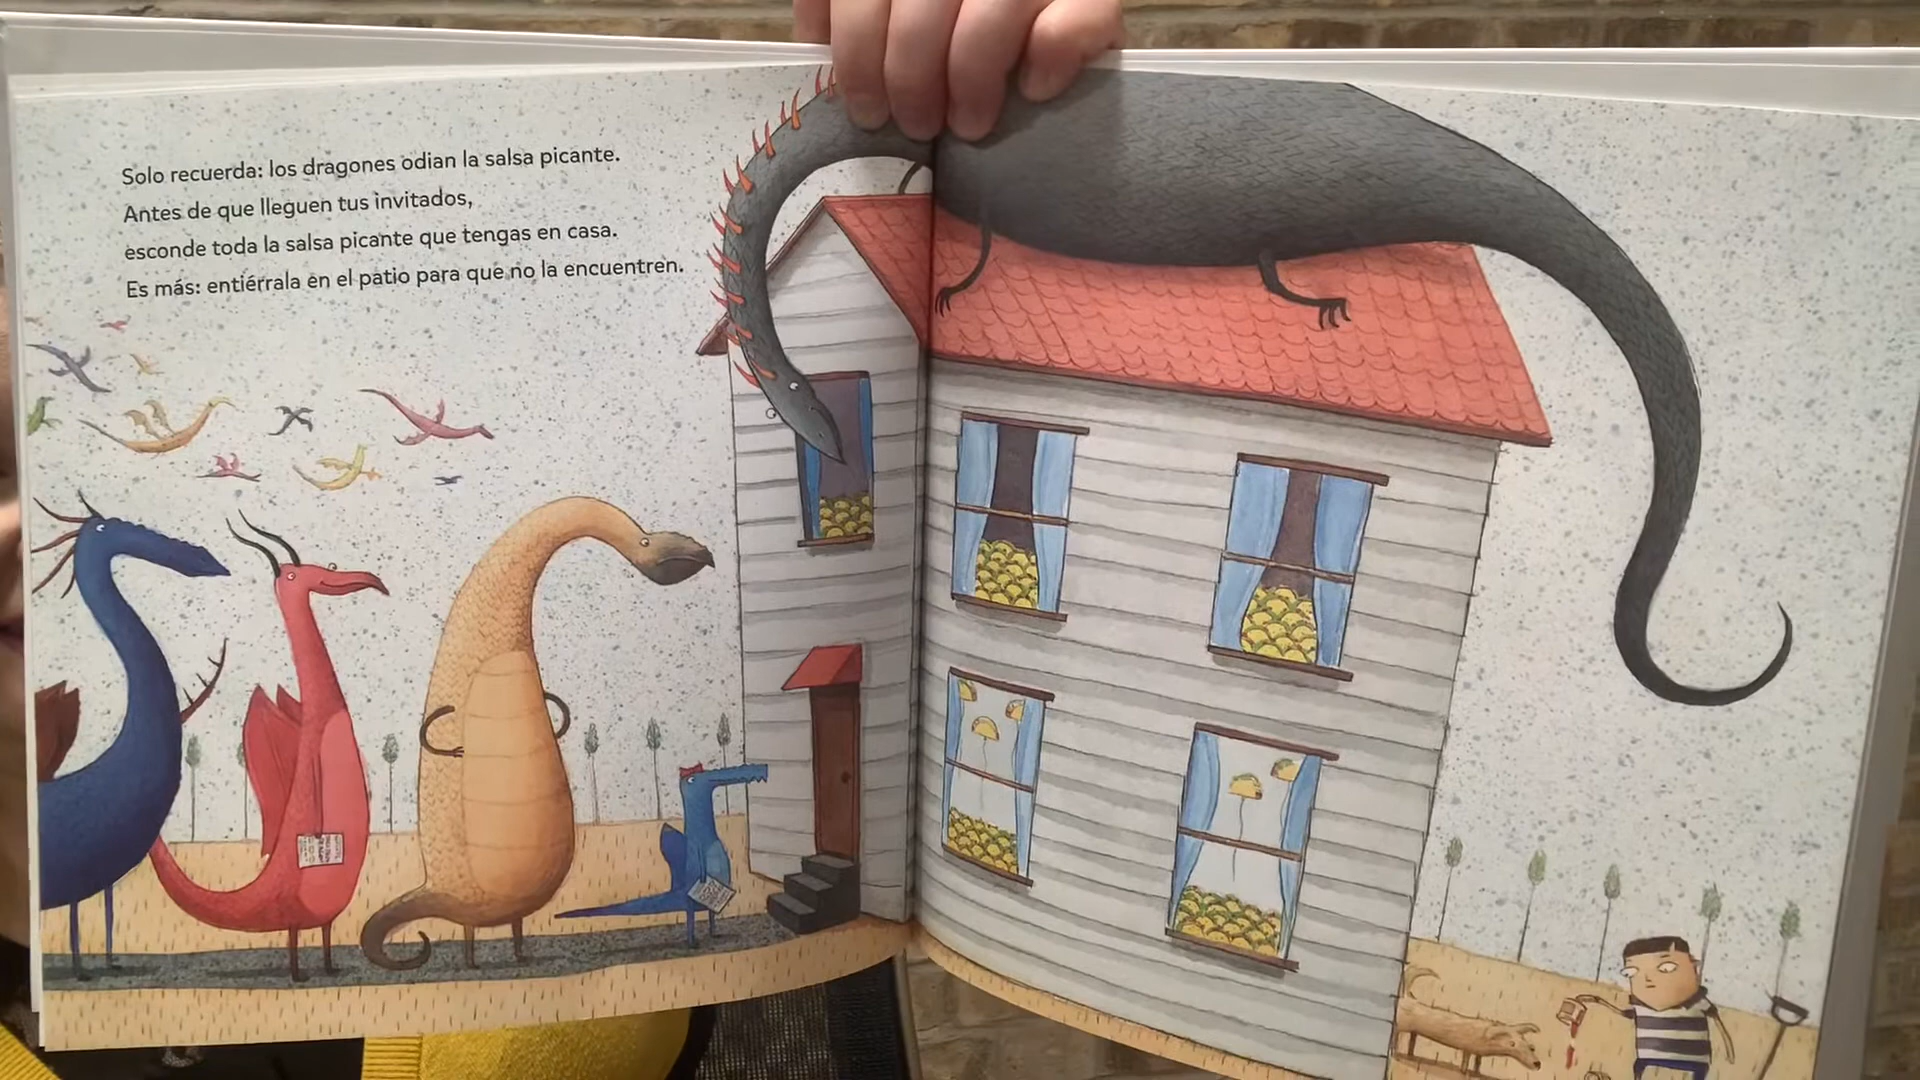 Solo recuerda: los dragones odian la salsa picante.
Antes de que lleguen tus invitados,
esconde toda la salsa picante que tengas en casa.
Es más: entiérrala en el patio para que no la encuentren.